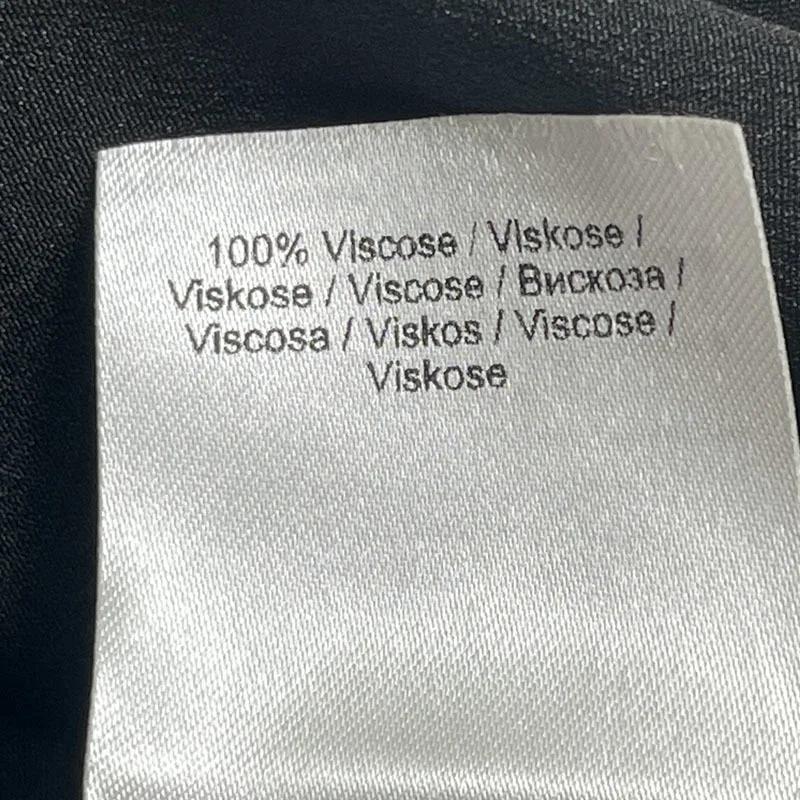 100% Viscose / Viskose /
Viskose / Viscose / Вискоза /
Viscosa / Viskos / Viscose /
Viskose